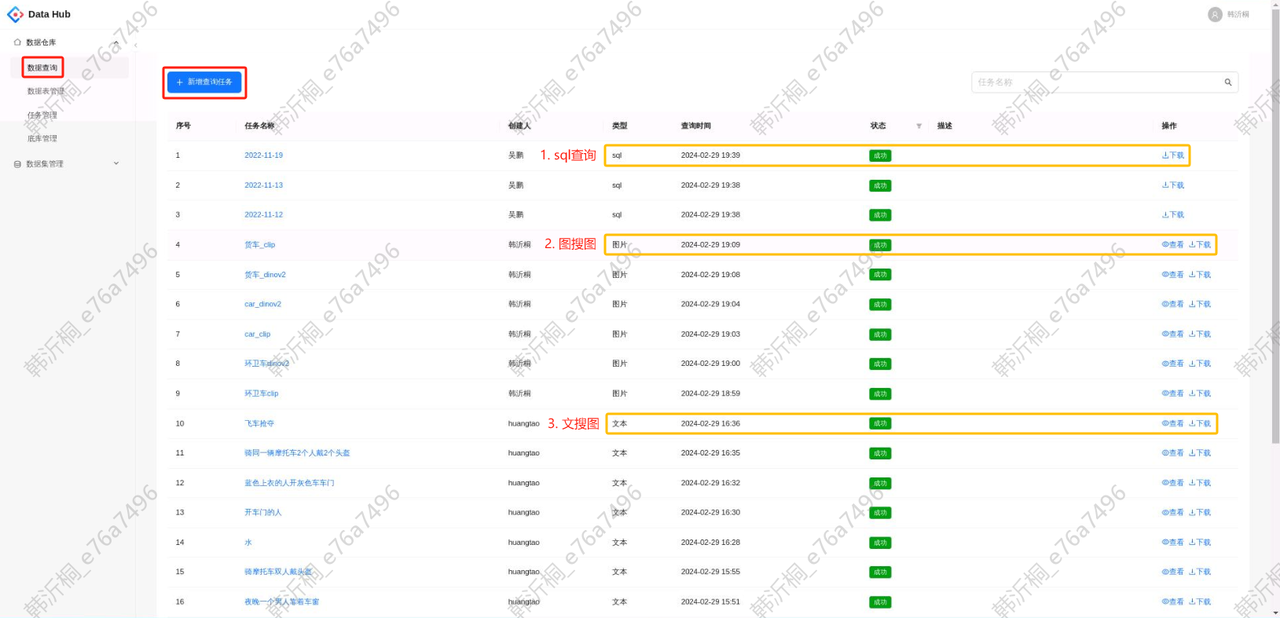 Data Hub
韩沂桐
数据仓库
数据查询
数据表管理
任务管理
底库管理
数据集管理
+ 新增查询任务
任务名称
序号 任务名称 创建人 类型 查询时间 状态 描述 操作
1 2022-11-19 吴鹏 1. sql查询 sql 2024-02-29 19:39 成功 下载
2 2022-11-13 吴鹏 sql 2024-02-29 19:38 成功 下载
3 2022-11-12 吴鹏 sql 2024-02-29 19:38 成功 下载
4 货车_clip 韩沂桐 2. 图搜图 图片 2024-02-29 19:09 成功 查看 下载
5 货车_dinov2 韩沂桐 图片 2024-02-29 19:08 成功 查看 下载
6 car_dinov2 韩沂桐 图片 2024-02-29 19:04 成功 查看 下载
7 car_clip 韩沂桐 图片 2024-02-29 19:03 成功 查看 下载
8 环卫车dinov2 韩沂桐 图片 2024-02-29 19:00 成功 查看 下载
9 环卫车clip 韩沂桐 图片 2024-02-29 18:59 成功 查看 下载
10 飞车抢夺 huangtao 3. 文搜图 文本 2024-02-29 16:36 成功 查看 下载
11 骑同一辆摩托车2个人戴2个头盔 huangtao 文本 2024-02-29 16:35 成功 查看 下载
12 蓝色上衣的人开灰色车车门 huangtao 文本 2024-02-29 16:32 成功 查看 下载
13 开车门的人 huangtao 文本 2024-02-29 16:30 成功 查看 下载
14 水 huangtao 文本 2024-02-29 16:28 成功 查看 下载
15 骑摩托车双人戴头盔 huangtao 文本 2024-02-29 15:55 成功 查看 下载
16 夜晚一个男人靠着车窗 huangtao 文本 2024-02-29 15:51 成功 查看 下载
韩沂桐_e76a7496